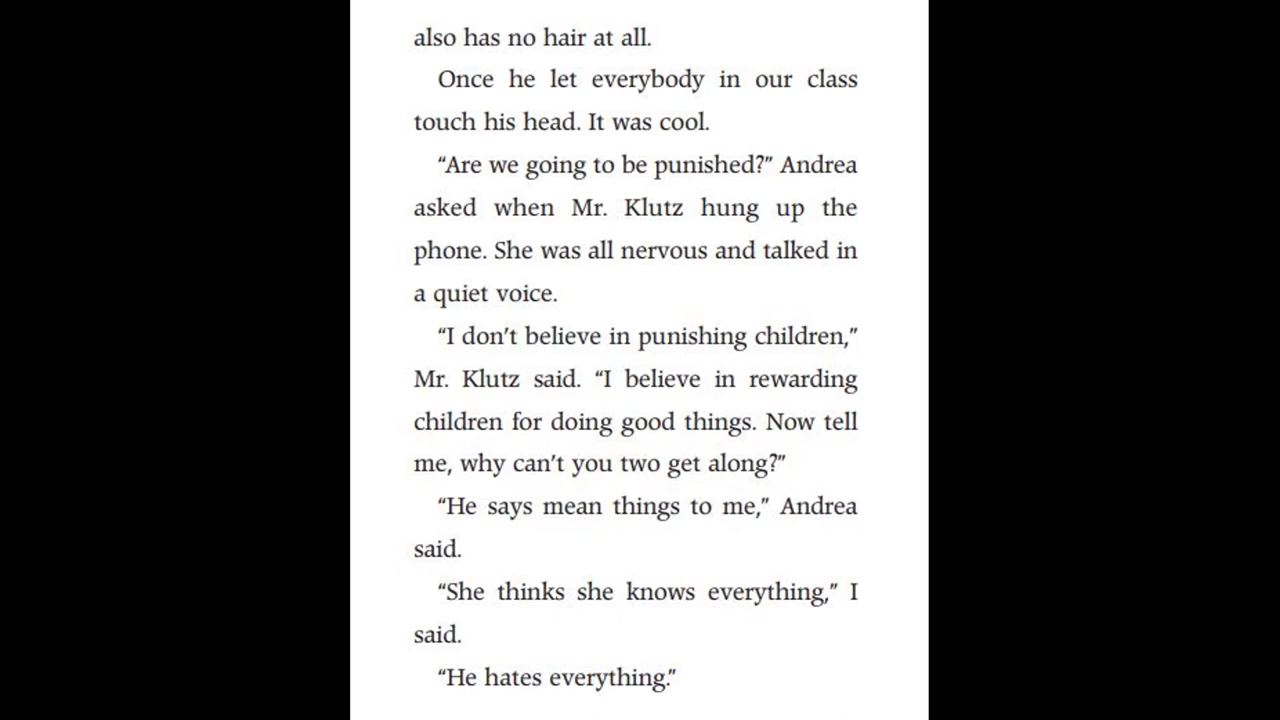 also has no hair at all.
Once he let everybody in our class
touch his head. It was cool.
“Are we going to be punished?” Andrea
asked when Mr. Klutz hung up the
phone. She was all nervous and talked in
a quiet voice.
“I don’t believe in punishing children,”
Mr. Klutz said. “I believe in rewarding
children for doing good things. Now tell
me, why can’t you two get along?”
“He says mean things to me,” Andrea
said.
“She thinks she knows everything,” I
said.
“He hates everything.”